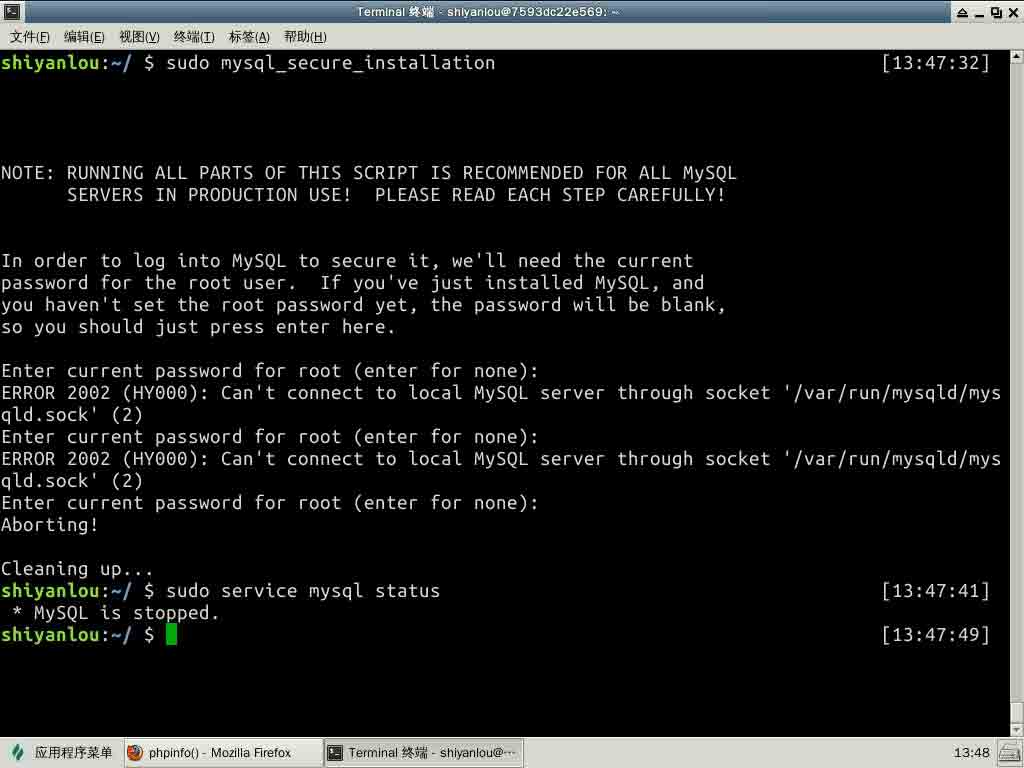 Terminal 终端 - shiyanlou@7593dc22e569: ~
文件(F) 编辑(E) 视图(V) 终端(T) 标签(A) 帮助(H)
shiyanlou:~/ $ sudo mysql_secure_installation [13:47:32]
NOTE: RUNNING ALL PARTS OF THIS SCRIPT IS RECOMMENDED FOR ALL MySQL
SERVERS IN PRODUCTION USE!  PLEASE READ EACH STEP CAREFULLY!
In order to log into MySQL to secure it, we'll need the current
password for the root user.  If you've just installed MySQL, and
you haven't set the root password yet, the password will be blank,
so you should just press enter here.
Enter current password for root (enter for none):
ERROR 2002 (HY000): Can't connect to local MySQL server through socket '/var/run/mysqld/mys
qld.sock' (2)
Enter current password for root (enter for none):
ERROR 2002 (HY000): Can't connect to local MySQL server through socket '/var/run/mysqld/mys
qld.sock' (2)
Enter current password for root (enter for none):
Aborting!
Cleaning up...
shiyanlou:~/ $ sudo service mysql status [13:47:41]
* MySQL is stopped.
shiyanlou:~/ $ [13:47:49]
应用程序菜单 phpinfo() - Mozilla Firefox Terminal 终端 - shiyanlou@··· 13:48